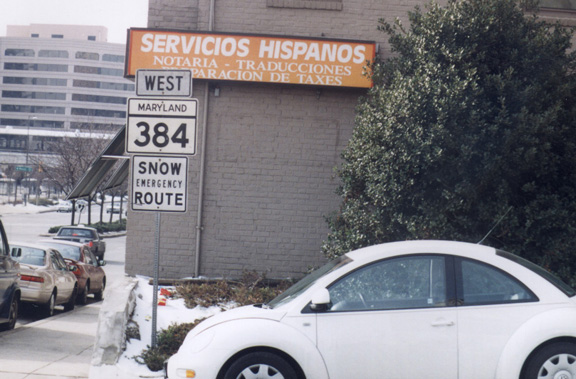 SERVICIOS HISPANOS
NOTARIA - TRADUCCIONES
PARACION DE TAXES
WEST
MARYLAND
384
SNOW
EMERGENCY
ROUTE